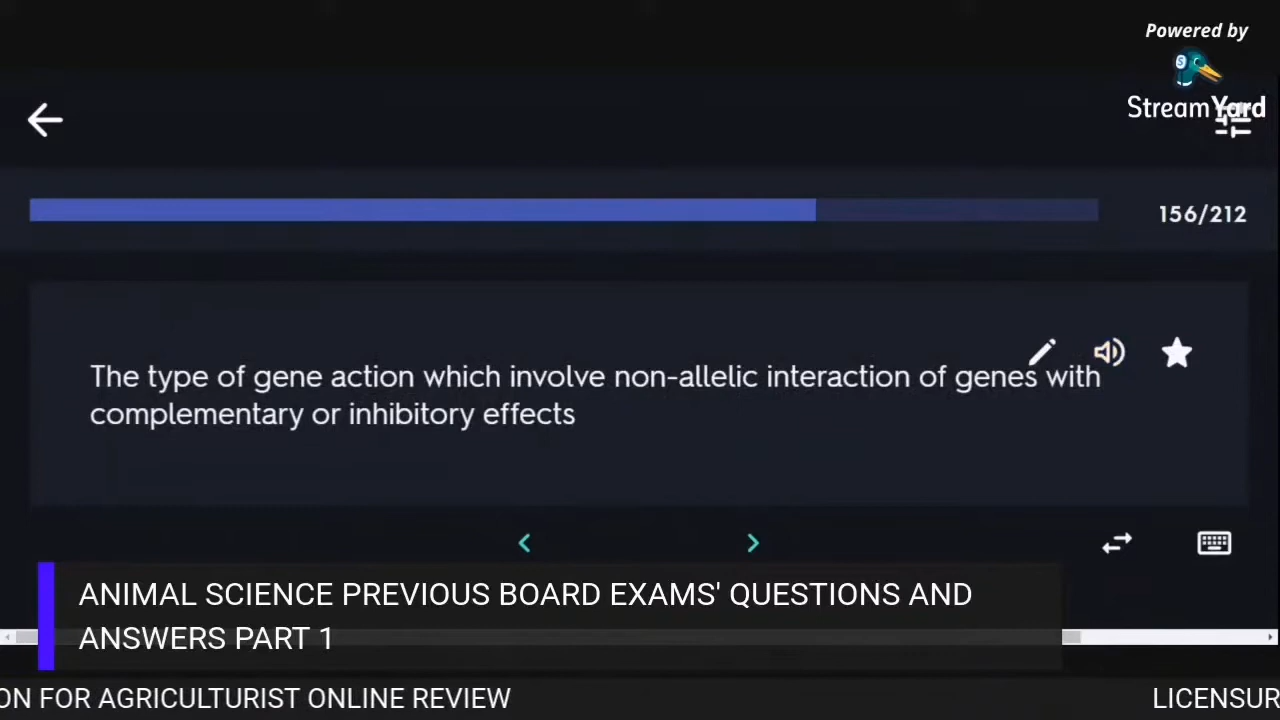 Powered by
StreamYard
156/212
The type of gene action which involve non-allelic interaction of genes with
complementary or inhibitory effects
ANIMAL SCIENCE PREVIOUS BOARD EXAMS' QUESTIONS AND
ANSWERS PART 1
ON FOR AGRICULTURIST ONLINE REVIEW
LICENSUR